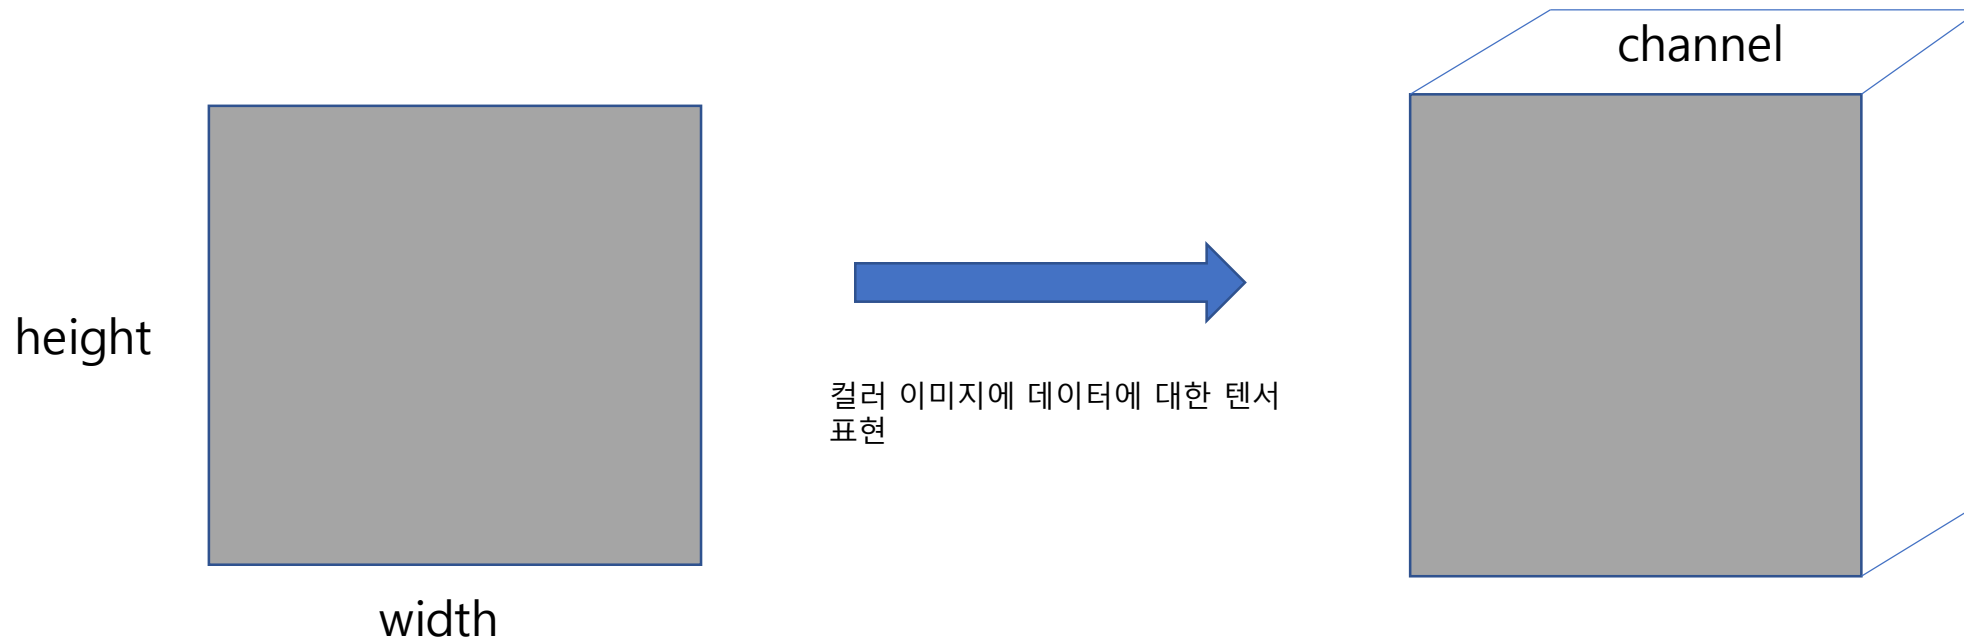 channel
height
컬러 이미지에 데이터에 대한 텐서
표현
width